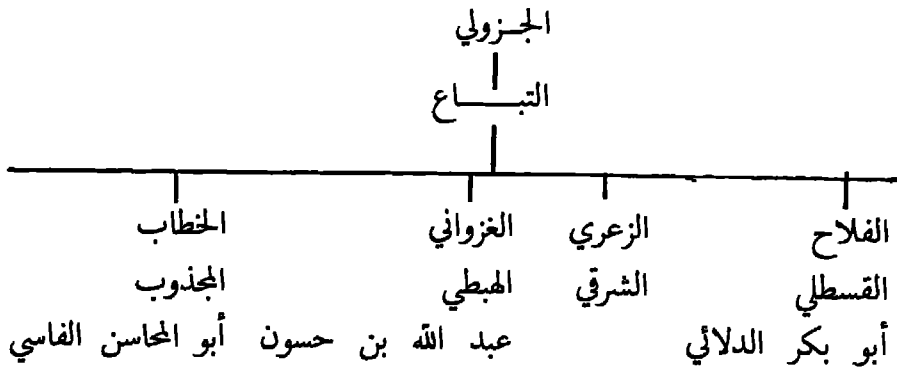 الجزولي
التباع
الفلاح الزعري الغزواني الخطاب
القسطلي الشرقي الهبطي المجذوب
أبو بكر الدلائي عبد الله بن حسون أبو المحاسن الفاسي